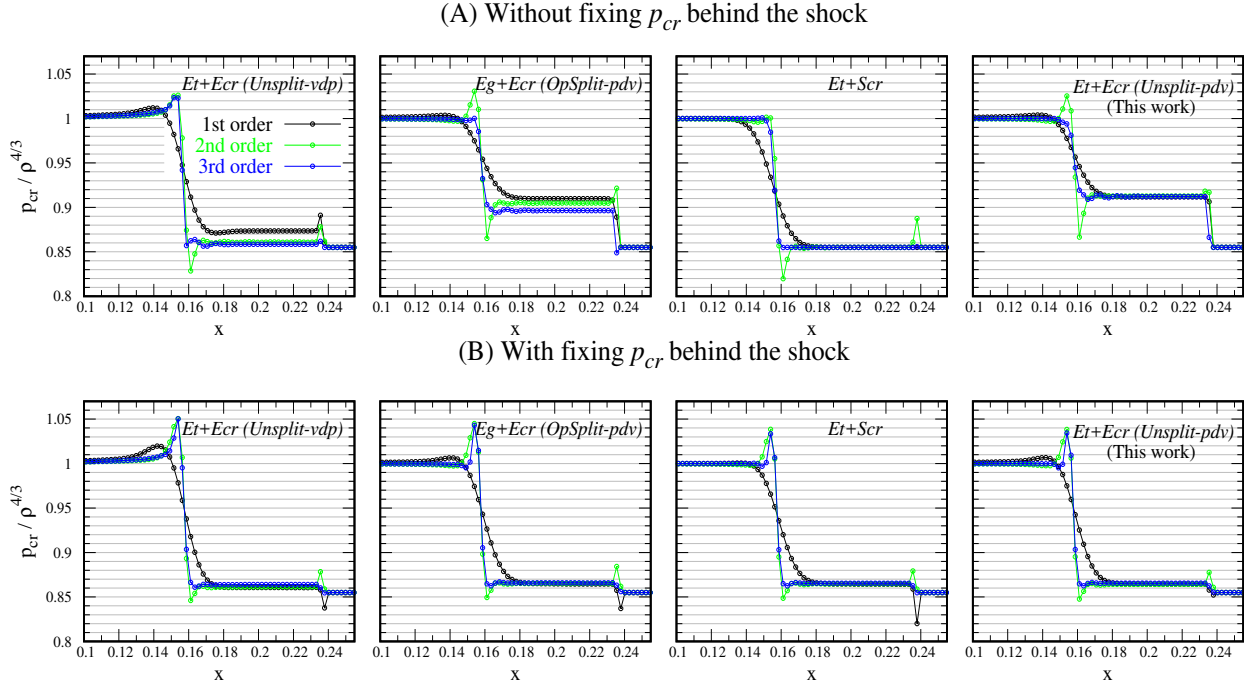 (A) Without fixing p_cr behind the shock
Et+Ecr (Unsplit-vdp)
Eg+Ecr (OpSplit-pdv)
Et+Scr
Et+Ecr (Unsplit-pdv)
(This work)
1st order
2nd order
3rd order
p_cr / ρ^4/3
1.05
1
0.95
0.9
0.85
0.8
0.1 0.12 0.14 0.16 0.18 0.2 0.22 0.24
0.1 0.12 0.14 0.16 0.18 0.2 0.22 0.24
0.1 0.12 0.14 0.16 0.18 0.2 0.22 0.24
0.1 0.12 0.14 0.16 0.18 0.2 0.22 0.24
x
x
x
x
(B) With fixing p_cr behind the shock
Et+Ecr (Unsplit-vdp)
Eg+Ecr (OpSplit-pdv)
Et+Scr
Et+Ecr (Unsplit-pdv)
(This work)
p_cr / ρ^4/3
1.05
1
0.95
0.9
0.85
0.8
0.1 0.12 0.14 0.16 0.18 0.2 0.22 0.24
0.1 0.12 0.14 0.16 0.18 0.2 0.22 0.24
0.1 0.12 0.14 0.16 0.18 0.2 0.22 0.24
0.1 0.12 0.14 0.16 0.18 0.2 0.22 0.24
x
x
x
x